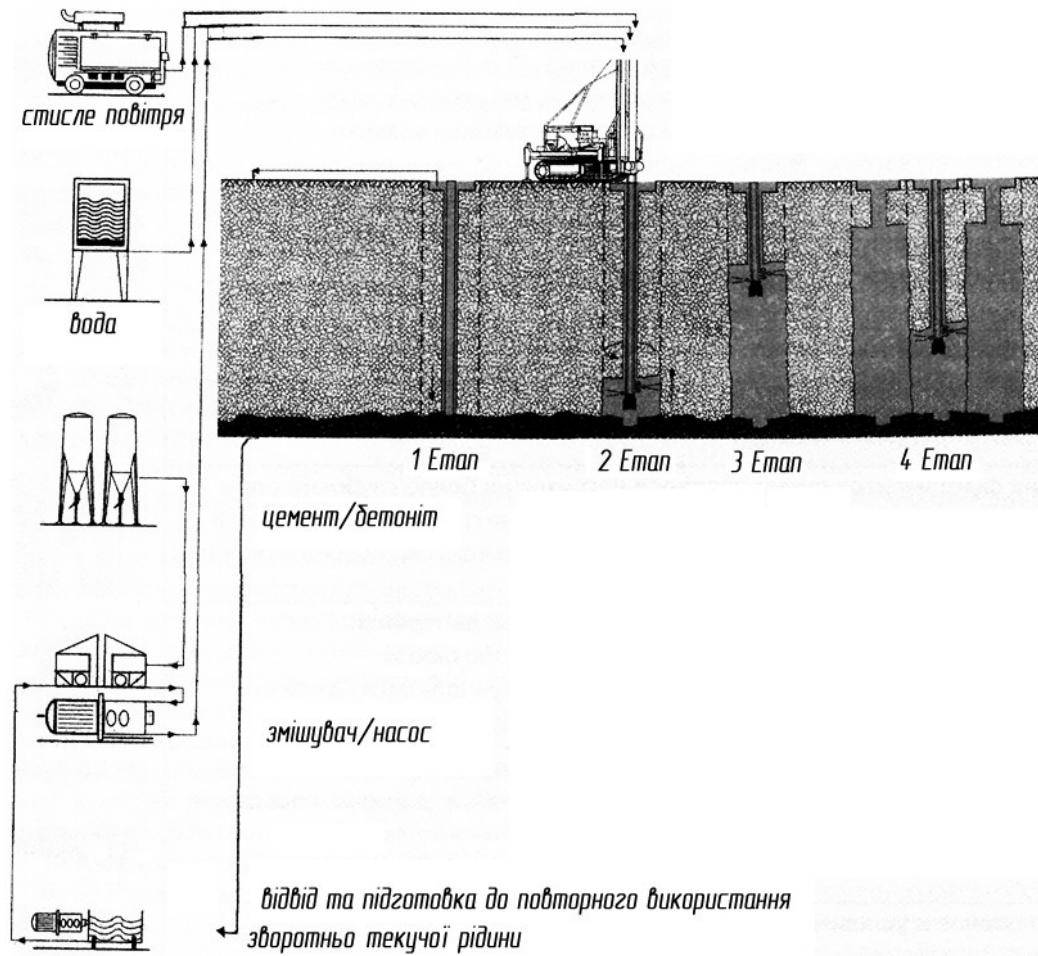 стисле повітря
вода
1 Етап 2 Етап 3 Етап 4 Етап
цемент/бетоніт
змішувач/насос
відвід та підготовка до повторного використання
зворотньо текучої рідини